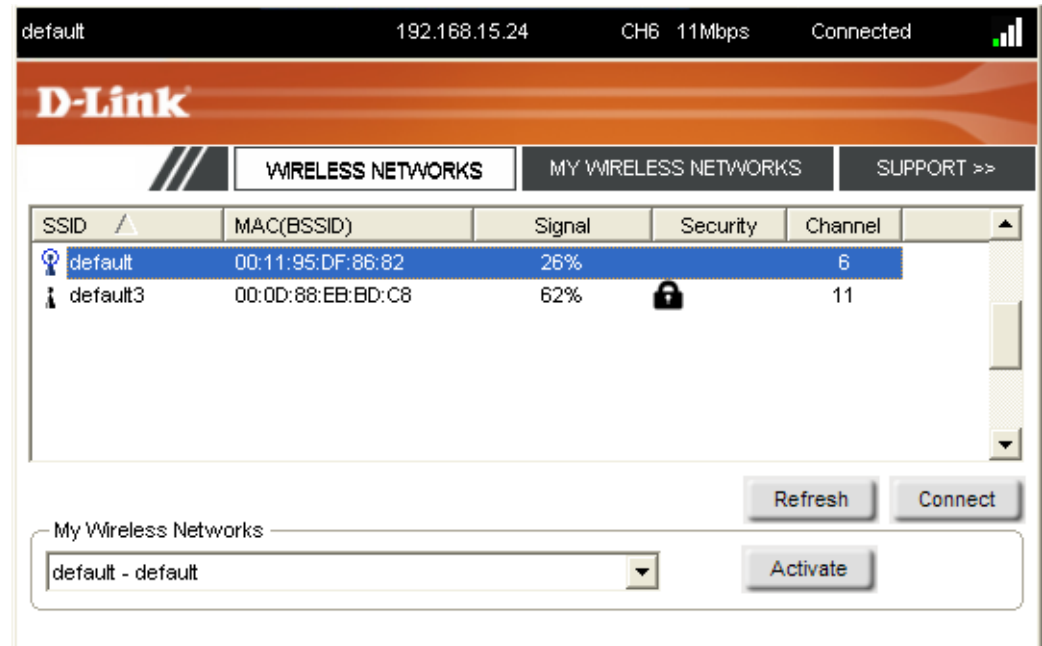 default 192.168.15.24 CH6 11Mbps Connected
D-Link
WIRELESS NETWORKS MY WIRELESS NETWORKS SUPPORT >>
SSID MAC(BSSID) Signal Security Channel
default 00:11:95:DF:86:82 26% 6
default3 00:0D:88:EB:BD:C8 62% 11
Refresh Connect
My Wireless Networks
default - default Activate